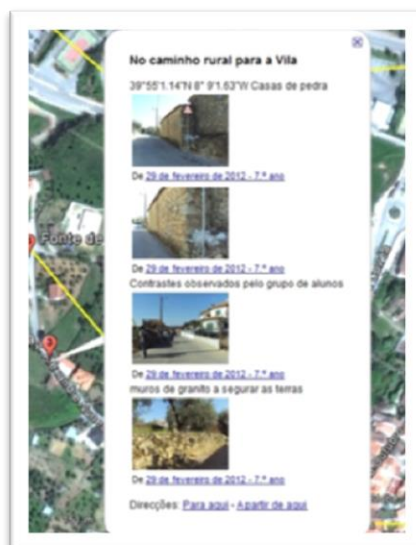 No caminho rural para a Vila
39°55'1.14"N 8° 9'1.63"W Casas de pedra
De 29 de fevereiro de 2012 - 7.º ano
De 29 de fevereiro de 2012 - 7.º ano
Contrastes observados pelo grupo de alunos
De 29 de fevereiro de 2012 - 7.º ano
muros de granito a segurar as terras
De 29 de fevereiro de 2012 - 7.º ano
Direcções: Para aqui - A partir de aqui
Fonte de
3